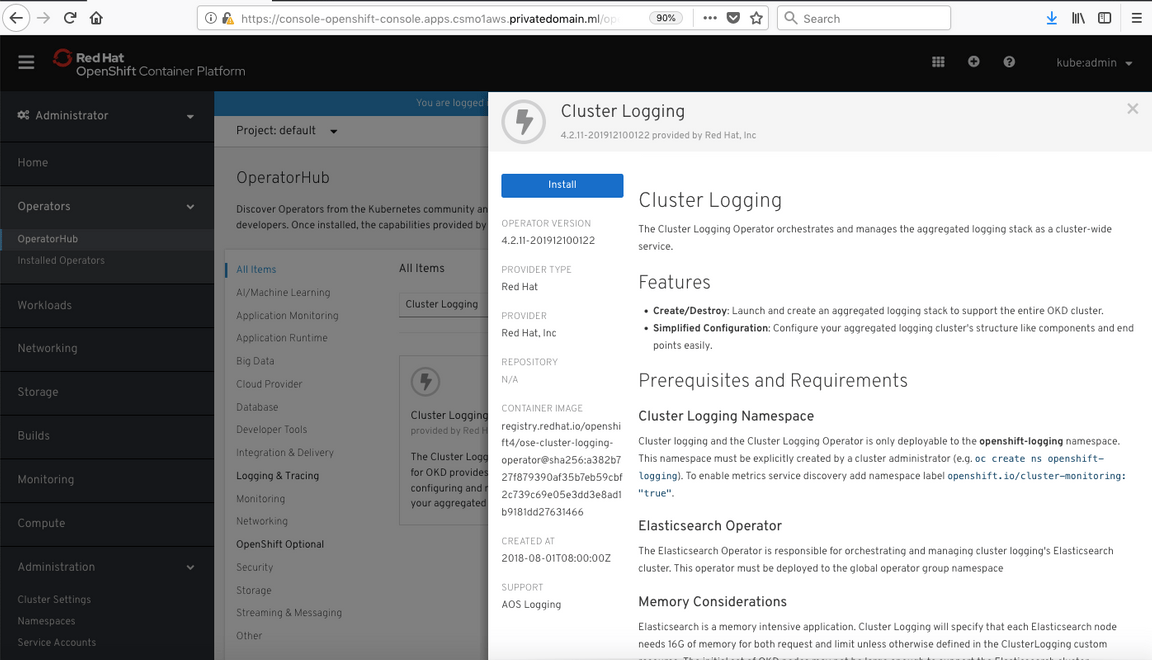 https://console-openshift-console.apps.csmo1aws.privatedomain.ml/op
90%
Search
Red Hat
OpenShift Container Platform
kube:admin
Administrator
Home
Operators
OperatorHub
Installed Operators
Workloads
Networking
Storage
Builds
Monitoring
Compute
Administration
Cluster Settings
Namespaces
Service Accounts
You are logged
Project: default
OperatorHub
Discover Operators from the Kubernetes community an
developers. Once installed, the capabilities provided by
All Items
AI/Machine Learning
Application Monitoring
Application Runtime
Big Data
Cloud Provider
Database
Developer Tools
Integration & Delivery
Logging & Tracing
Monitoring
Networking
OpenShift Optional
Security
Storage
Streaming & Messaging
Other
All Items
Cluster Logging
Cluster Logging
provided by Red H
The Cluster Logg
for OKD provides
configuring and
your aggregated
Cluster Logging
4.2.11-201912100122 provided by Red Hat, Inc
Install
OPERATOR VERSION
4.2.11-201912100122
PROVIDER TYPE
Red Hat
PROVIDER
Red Hat, Inc
REPOSITORY
N/A
CONTAINER IMAGE
registry.redhat.io/openshi
ft4/ose-cluster-logging-
operator@sha256:a382b7
27f879390af35b7eb59cbf
2c739c69e05e3dd3e8ad1
b9181dd27631466
CREATED AT
2018-08-01T08:00:00Z
SUPPORT
AOS Logging
Cluster Logging
The Cluster Logging Operator orchestrates and manages the aggregated logging stack as a cluster-wide
service.
Features
• Create/Destroy: Launch and create an aggregated logging stack to support the entire OKD cluster.
• Simplified Configuration: Configure your aggregated logging cluster's structure like components and end
points easily.
Prerequisites and Requirements
Cluster Logging Namespace
Cluster logging and the Cluster Logging Operator is only deployable to the openshift-logging namespace.
This namespace must be explicitly created by a cluster administrator (e.g. oc create ns openshift-
logging). To enable metrics service discovery add namespace label openshift.io/cluster-monitoring:
"true".
Elasticsearch Operator
The Elasticsearch Operator is responsible for orchestrating and managing cluster logging's Elasticsearch
cluster. This operator must be deployed to the global operator group namespace
Memory Considerations
Elasticsearch is a memory intensive application. Cluster Logging will specify that each Elasticsearch node
needs 16G of memory for both request and limit unless otherwise defined in the ClusterLogging custom